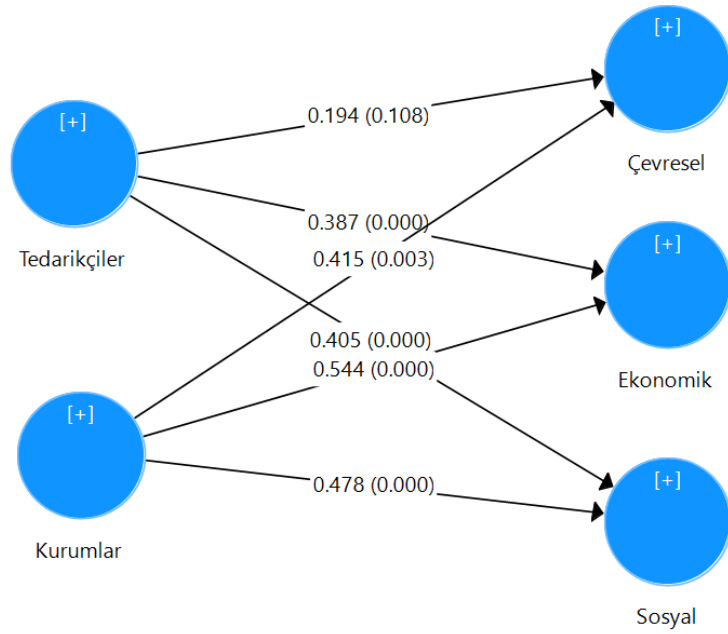 [+]
Çevresel
[+]
Tedarikçiler
0.194 (0.108)
0.387 (0.000)
0.415 (0.003)
[+]
Ekonomik
0.405 (0.000)
0.544 (0.000)
[+]
Kurumlar
0.478 (0.000)
[+]
Sosyal